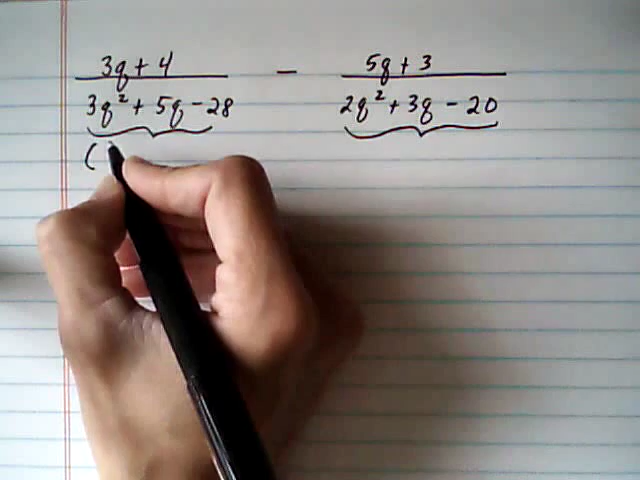 3q + 4 - 5q + 3
3q² + 5q - 28 2q² + 3q - 20
(